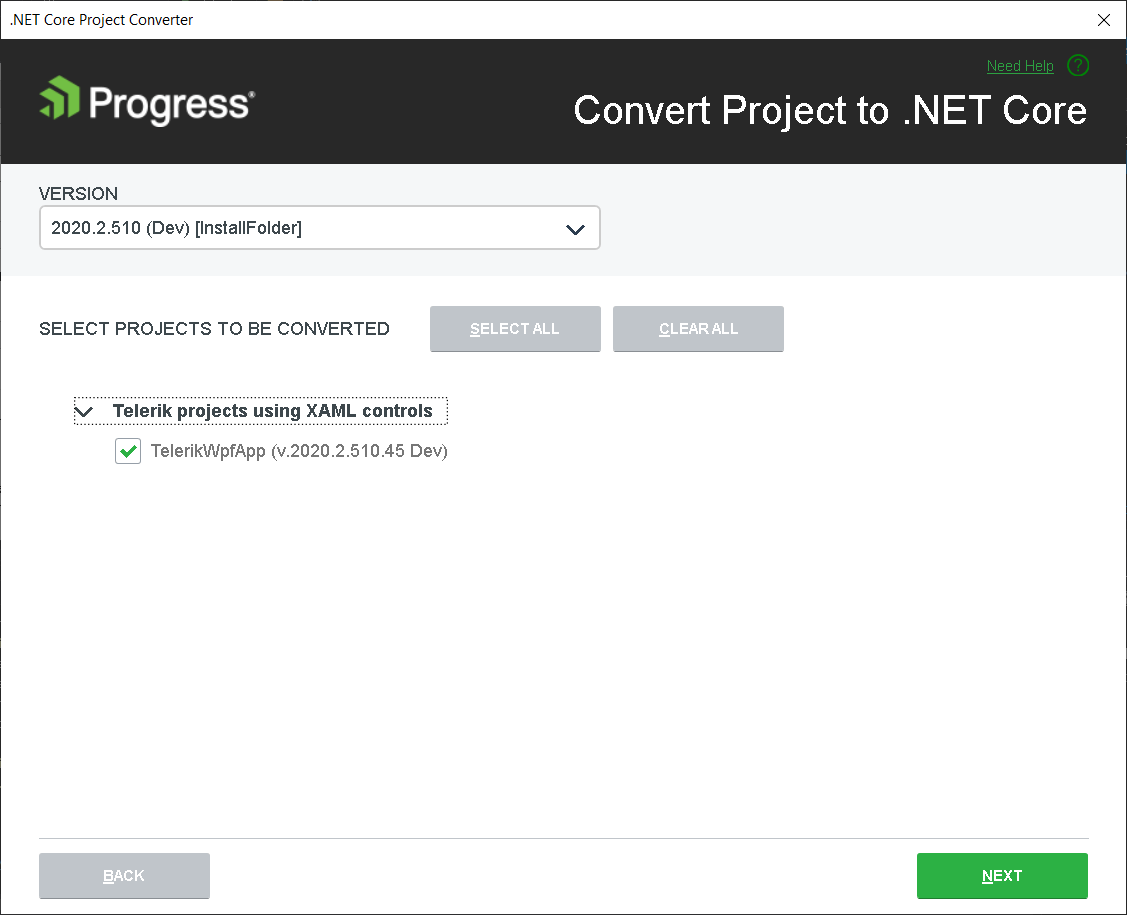 .NET Core Project Converter
Need Help ?
Progress®
Convert Project to .NET Core
VERSION
2020.2.510 (Dev) [InstallFolder]
SELECT PROJECTS TO BE CONVERTED
SELECT ALL
CLEAR ALL
Telerik projects using XAML controls
TelerikWpfApp (v.2020.2.510.45 Dev)
BACK
NEXT